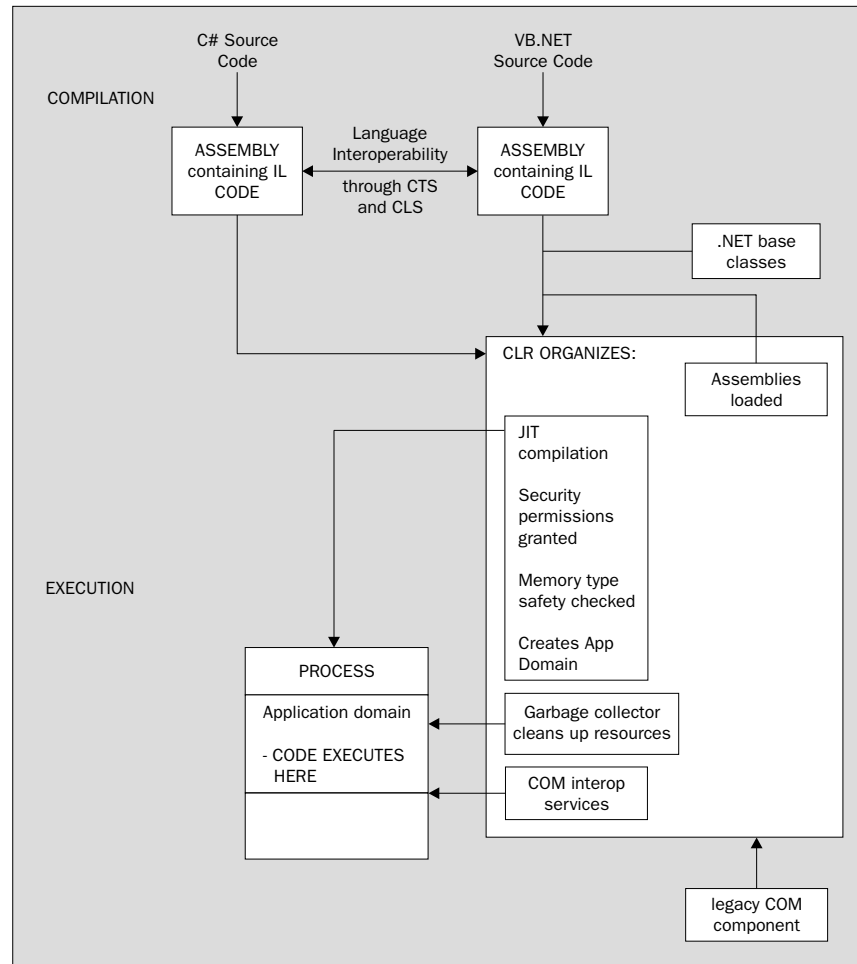 C# Source
Code
VB.NET
Source Code
COMPILATION
ASSEMBLY
containing IL
CODE
Language
Interoperability
through CTS
and CLS
ASSEMBLY
containing IL
CODE
.NET base
classes
CLR ORGANIZES:
Assemblies
loaded
JIT
compilation
Security
permissions
granted
Memory type
safety checked
Creates App
Domain
EXECUTION
PROCESS
Application domain
- CODE EXECUTES
HERE
Garbage collector
cleans up resources
COM interop
services
legacy COM
component